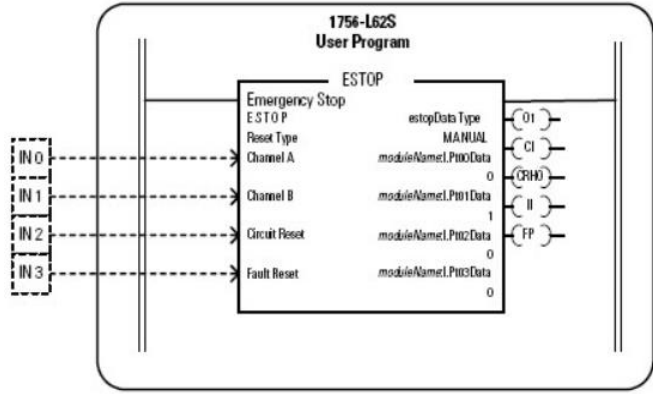 1756-L62S
User Program
ESTOP
Emergency Stop
ESTOP estopData Type
Reset Type MANUAL
Channel A moduleName:I.Pt00Data
0
Channel B moduleName:I.Pt01Data
1
Circuit Reset moduleName:I.Pt02Data
0
Fault Reset moduleName:I.Pt03Data
0
IN 0
IN 1
IN 2
IN 3
O1
CI
CRHO
II
FP